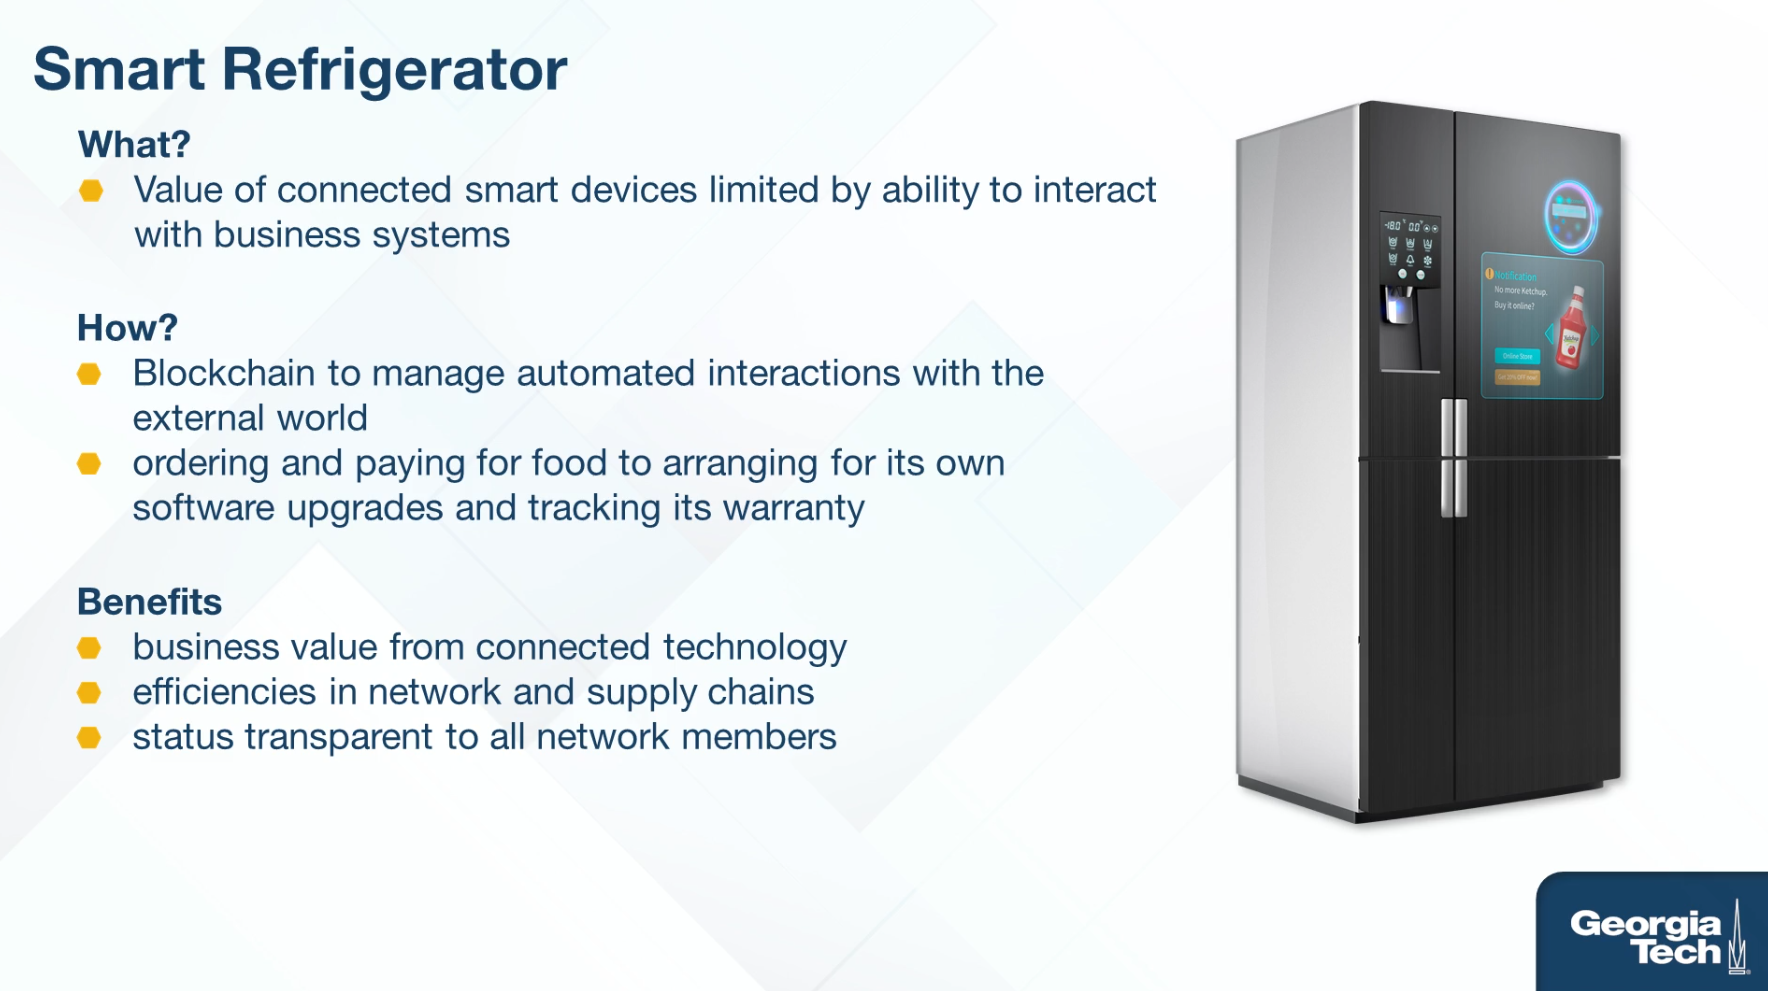 Smart Refrigerator
What?
Value of connected smart devices limited by ability to interact
with business systems
How?
Blockchain to manage automated interactions with the
external world
ordering and paying for food to arranging for its own
software upgrades and tracking its warranty
Benefits
business value from connected technology
efficiencies in network and supply chains
status transparent to all network members
-18.0 0.0
Notification
No more Ketchup.
Buy it online?
Ketchup
Online Store
Georgia
Tech